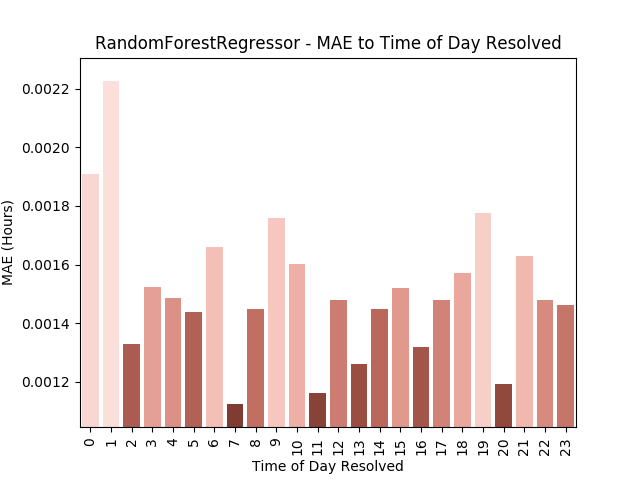 RandomForestRegressor - MAE to Time of Day Resolved
MAE (Hours)
0.0022
0.0020
0.0018
0.0016
0.0014
0.0012
0 1 2 3 4 5 6 7 8 9 10 11 12 13 14 15 16 17 18 19 20 21 22 23
Time of Day Resolved